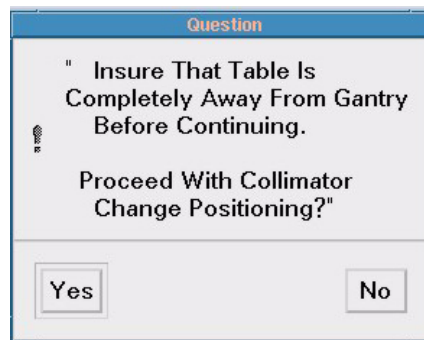 Question
" Insure That Table Is
Completely Away From Gantry
Before Continuing.
Proceed With Collimator
Change Positioning?"
Yes No